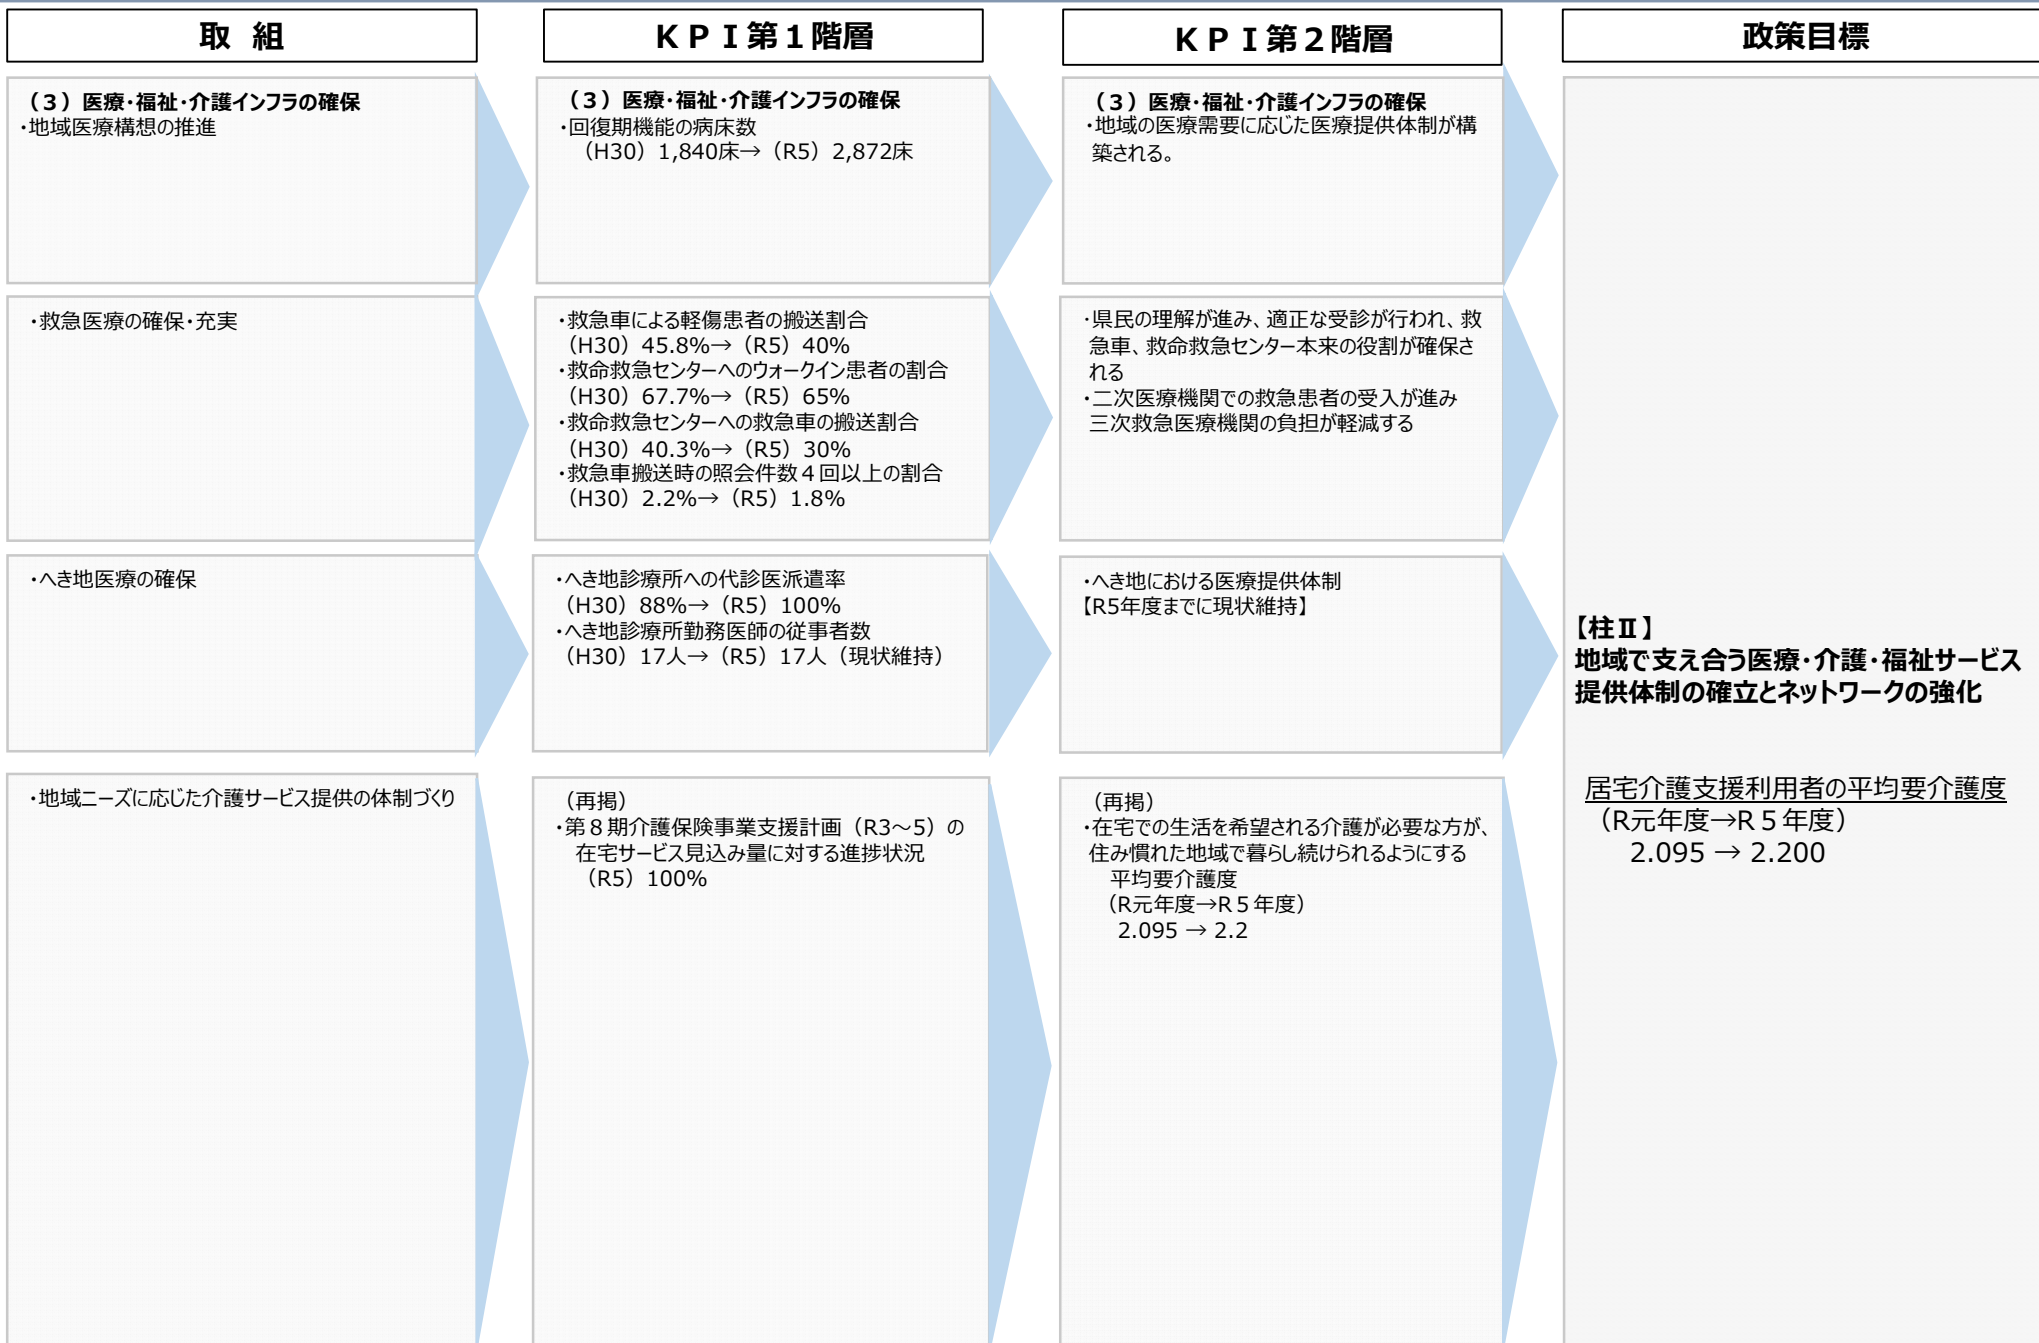 取 組
ＫＰＩ第１階層
ＫＰＩ第２階層
政策目標
（３）医療・福祉・介護インフラの確保
・地域医療構想の推進
（３）医療・福祉・介護インフラの確保
・回復期機能の病床数
（H30）1,840床→（R5）2,872床
（３）医療・福祉・介護インフラの確保
・地域の医療需要に応じた医療提供体制が構
築される。
・救急医療の確保・充実
・救急車による軽傷患者の搬送割合
（H30）45.8%→（R5）40%
・救命救急センターへのウォークイン患者の割合
（H30）67.7%→（R5）65%
・救命救急センターへの救急車の搬送割合
（H30）40.3%→（R5）30%
・救急車搬送時の照会件数４回以上の割合
（H30）2.2%→（R5）1.8%
・県民の理解が進み、適正な受診が行われ、救
急車、救命救急センター本来の役割が確保さ
れる
・二次医療機関での救急患者の受入が進み
三次救急医療機関の負担が軽減する
・へき地医療の確保
・へき地診療所への代診医派遣率
（H30）88%→（R5）100%
・へき地診療所勤務医師の従事者数
（H30）17人→（R5）17人（現状維持）
・へき地における医療提供体制
【R5年度までに現状維持】
・地域ニーズに応じた介護サービス提供の体制づくり
（再掲）
・第８期介護保険事業支援計画（R3～5）の
在宅サービス見込み量に対する進捗状況
（R5）100%
（再掲）
・在宅での生活を希望される介護が必要な方が、
住み慣れた地域で暮らし続けられるようにする
平均要介護度
（R元年度→R５年度）
2.095 → 2.2
【柱Ⅱ】
地域で支え合う医療・介護・福祉サービス
提供体制の確立とネットワークの強化
居宅介護支援利用者の平均要介護度
（R元年度→R５年度）
2.095 → 2.200